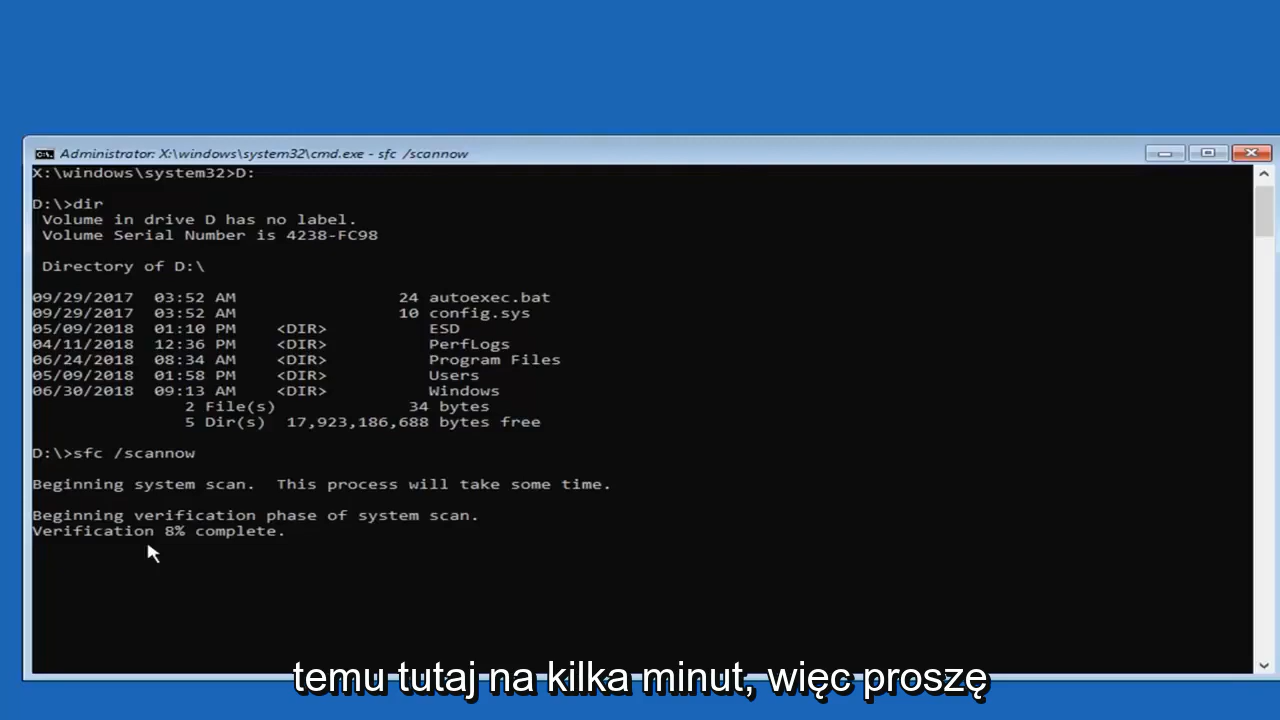 Administrator: X:\windows\system32\cmd.exe - sfc /scannow
X:\windows\system32>D:
D:\>dir
Volume in drive D has no label.
Volume Serial Number is 4238-FC98
Directory of D:\
09/29/2017 03:52 AM 24 autoexec.bat
09/29/2017 03:52 AM 10 config.sys
05/09/2018 01:10 PM <DIR> ESD
04/11/2018 12:36 PM <DIR> PerfLogs
06/24/2018 08:34 AM <DIR> Program Files
05/09/2018 01:58 PM <DIR> Users
06/30/2018 09:13 AM <DIR> Windows
2 File(s) 34 bytes
5 Dir(s) 17,923,186,688 bytes free
D:\>sfc /scannow
Beginning system scan. This process will take some time.
Beginning verification phase of system scan.
Verification 8% complete.
temu tutaj na kilka minut, więc proszę